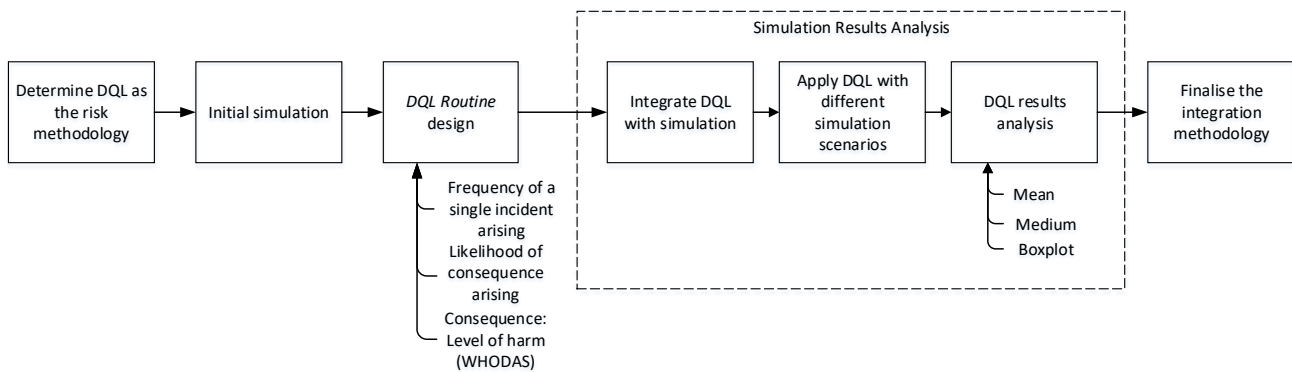 Simulation Results Analysis
Determine DQL as
the risk
methodology
Initial simulation
DQL Routine
design
Integrate DQL
with simulation
Apply DQL with
different
simulation
scenarios
DQL results
analysis
Finalise the
integration
methodology
Frequency of a
single incident
arising
Likelihood of
consequence
arising
Consequence:
Level of harm
(WHODAS)
Mean
Medium
Boxplot